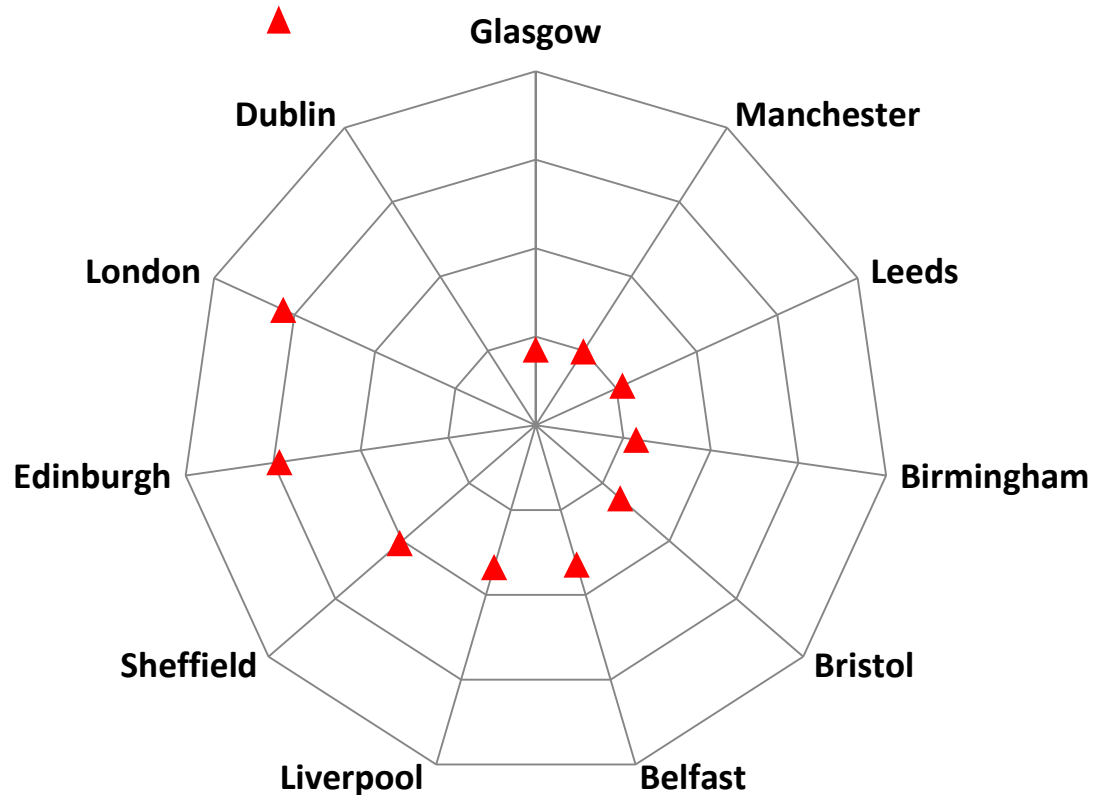 Glasgow
Dublin
Manchester
London
Leeds
Edinburgh
Birmingham
Sheffield
Bristol
Liverpool
Belfast